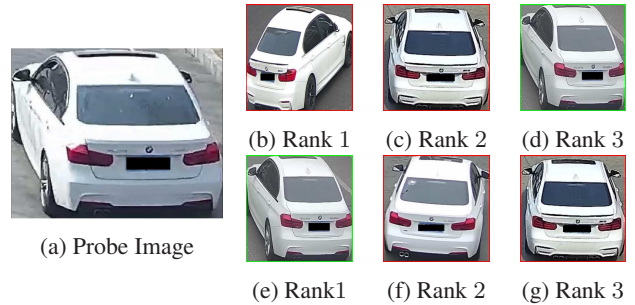 (a) Probe Image
(b) Rank 1
(c) Rank 2
(d) Rank 3
(e) Rank1
(f) Rank 2
(g) Rank 3